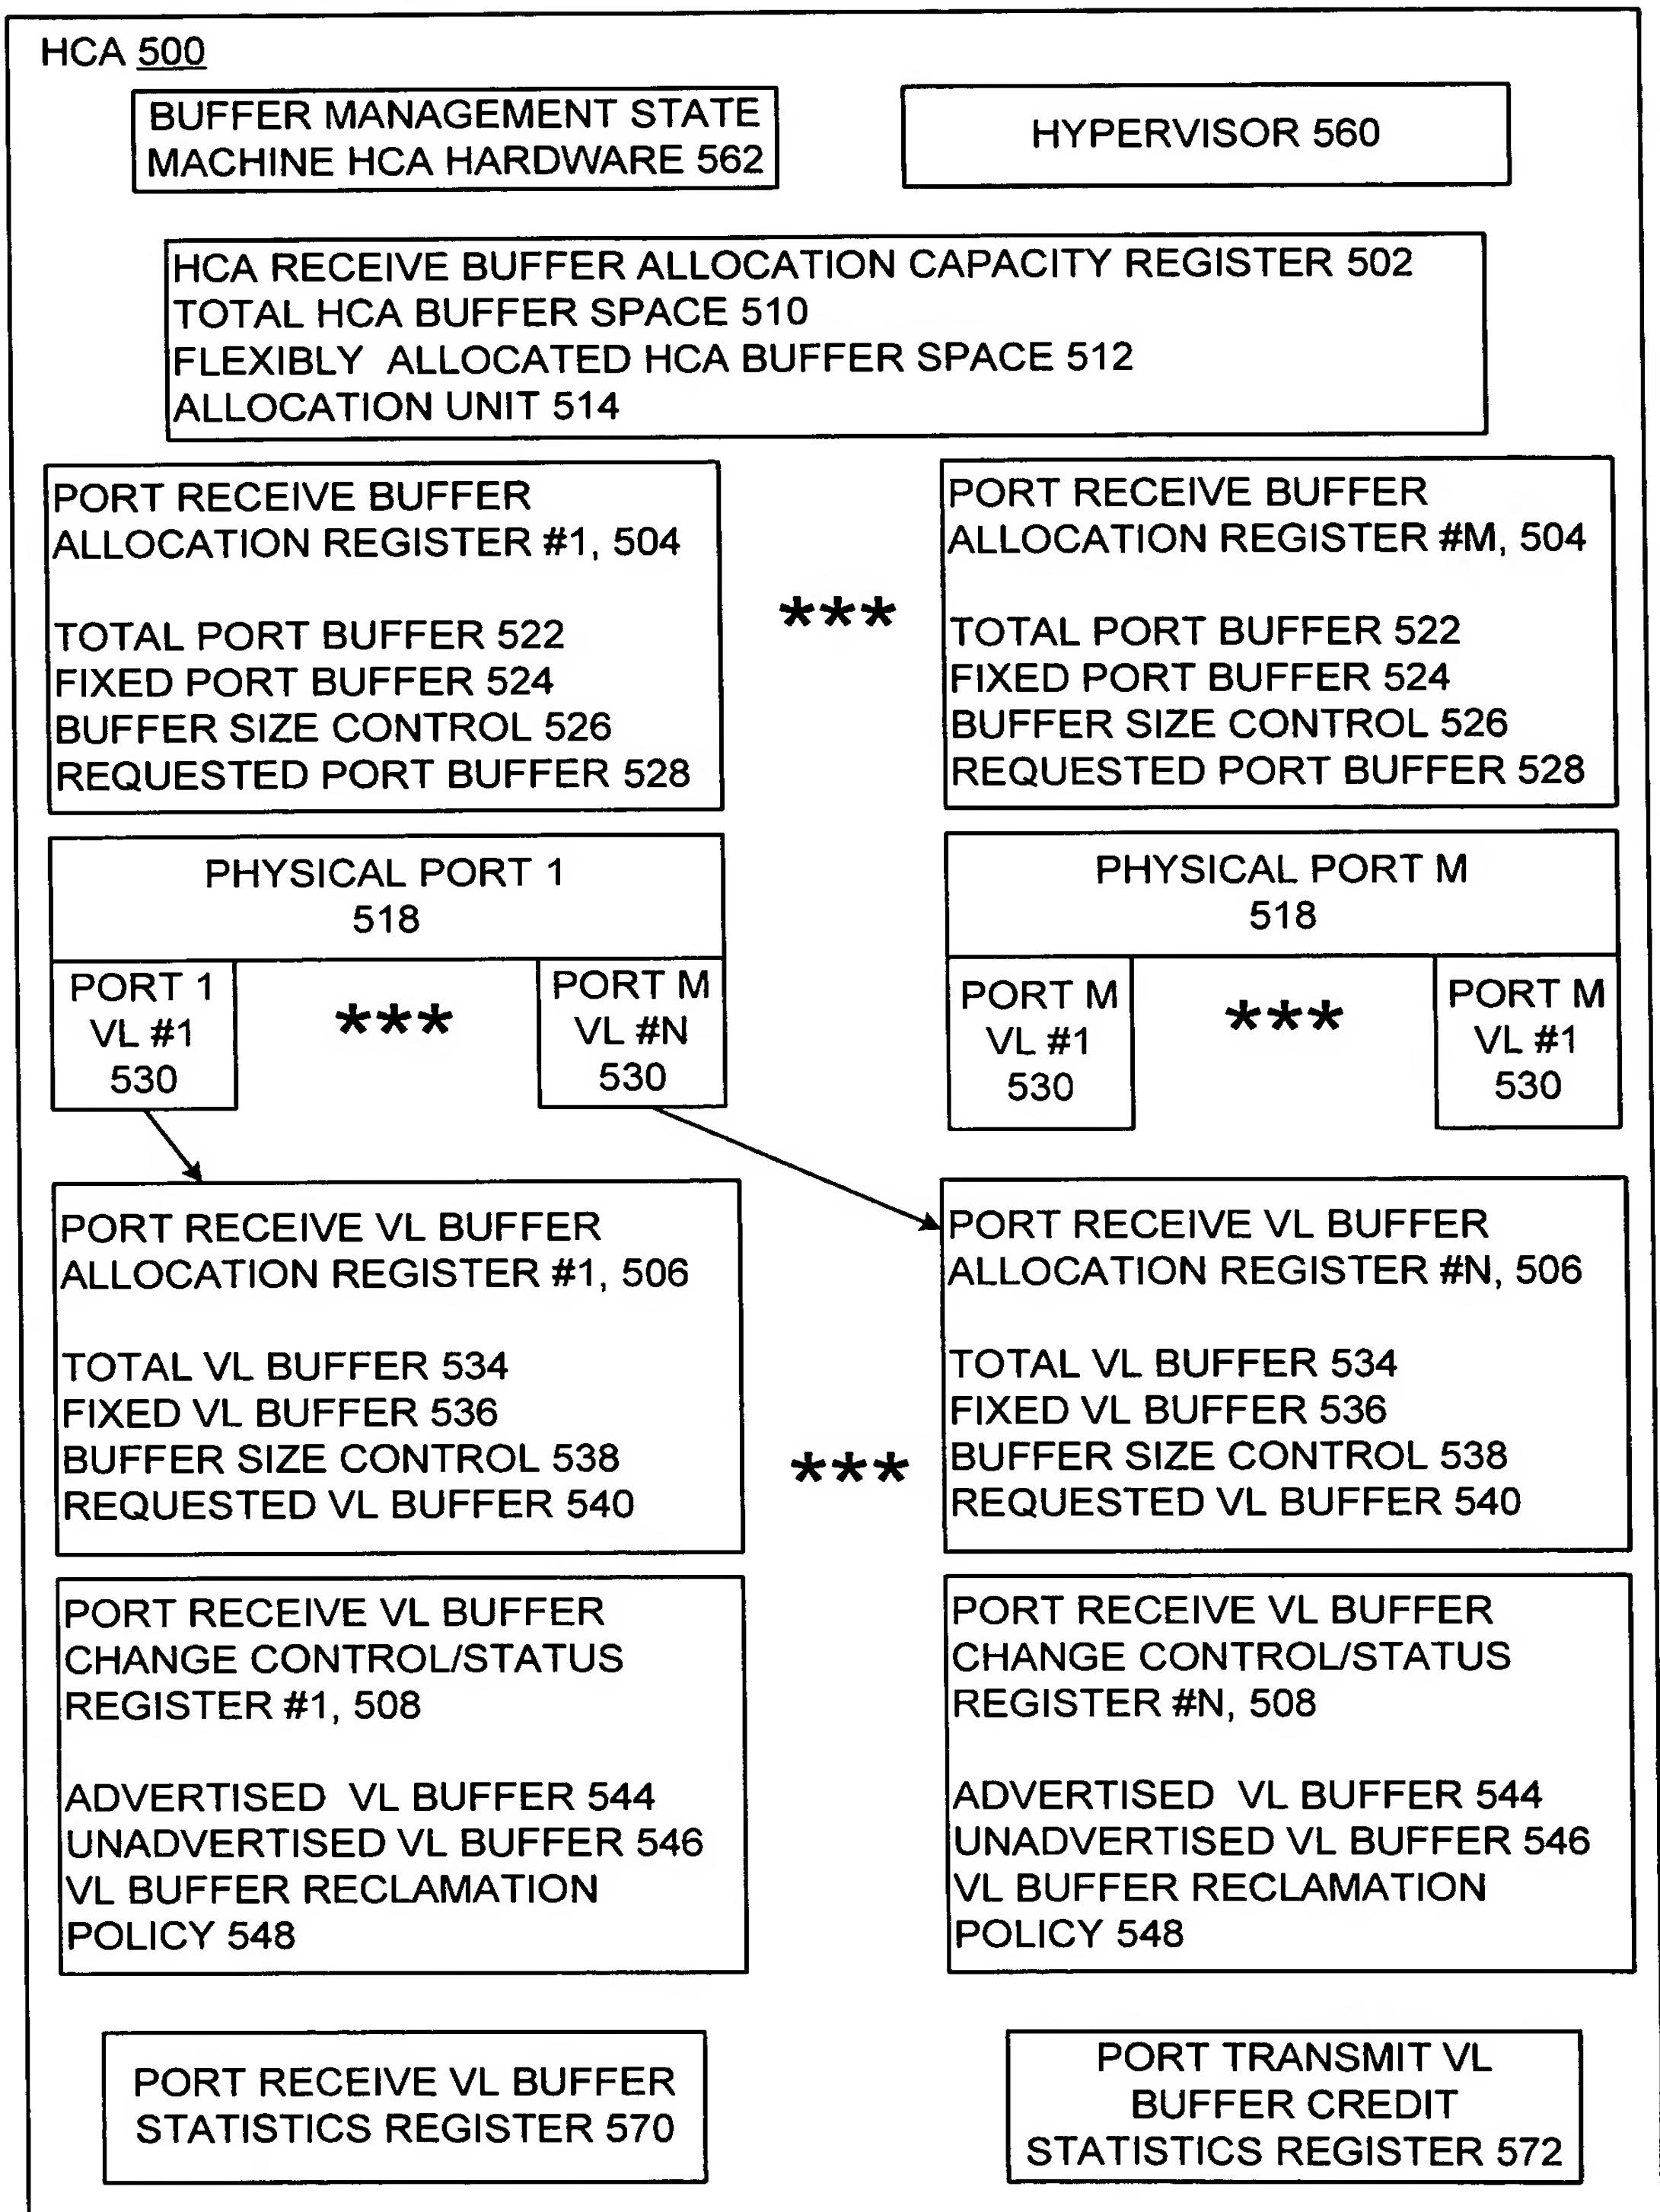 HCA 500
BUFFER MANAGEMENT STATE
MACHINE HCA HARDWARE 562
HYPERVISOR 560
HCA RECEIVE BUFFER ALLOCATION CAPACITY REGISTER 502
TOTAL HCA BUFFER SPACE 510
FLEXIBLY ALLOCATED HCA BUFFER SPACE 512
ALLOCATION UNIT 514
PORT RECEIVE BUFFER
ALLOCATION REGISTER #1, 504
TOTAL PORT BUFFER 522
FIXED PORT BUFFER 524
BUFFER SIZE CONTROL 526
REQUESTED PORT BUFFER 528
***
PORT RECEIVE BUFFER
ALLOCATION REGISTER #M, 504
TOTAL PORT BUFFER 522
FIXED PORT BUFFER 524
BUFFER SIZE CONTROL 526
REQUESTED PORT BUFFER 528
PHYSICAL PORT 1
518
PORT 1
VL #1
530
***
PORT M
VL #N
530
PHYSICAL PORT M
518
PORT M
VL #1
530
***
PORT M
VL #1
530
PORT RECEIVE VL BUFFER
ALLOCATION REGISTER #1, 506
TOTAL VL BUFFER 534
FIXED VL BUFFER 536
BUFFER SIZE CONTROL 538
REQUESTED VL BUFFER 540
***
PORT RECEIVE VL BUFFER
ALLOCATION REGISTER #N, 506
TOTAL VL BUFFER 534
FIXED VL BUFFER 536
BUFFER SIZE CONTROL 538
REQUESTED VL BUFFER 540
PORT RECEIVE VL BUFFER
CHANGE CONTROL/STATUS
REGISTER #1, 508
ADVERTISED VL BUFFER 544
UNADVERTISED VL BUFFER 546
VL BUFFER RECLAMATION
POLICY 548
PORT RECEIVE VL BUFFER
CHANGE CONTROL/STATUS
REGISTER #N, 508
ADVERTISED VL BUFFER 544
UNADVERTISED VL BUFFER 546
VL BUFFER RECLAMATION
POLICY 548
PORT RECEIVE VL BUFFER
STATISTICS REGISTER 570
PORT TRANSMIT VL
BUFFER CREDIT
STATISTICS REGISTER 572